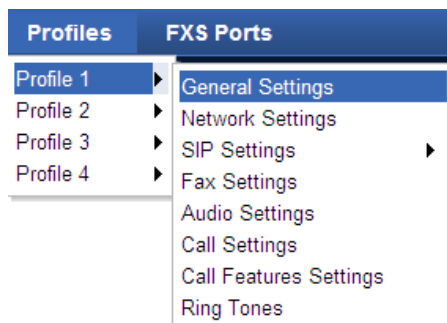 Profiles FXS Ports
Profile 1
Profile 2
Profile 3
Profile 4
General Settings
Network Settings
SIP Settings
Fax Settings
Audio Settings
Call Settings
Call Features Settings
Ring Tones